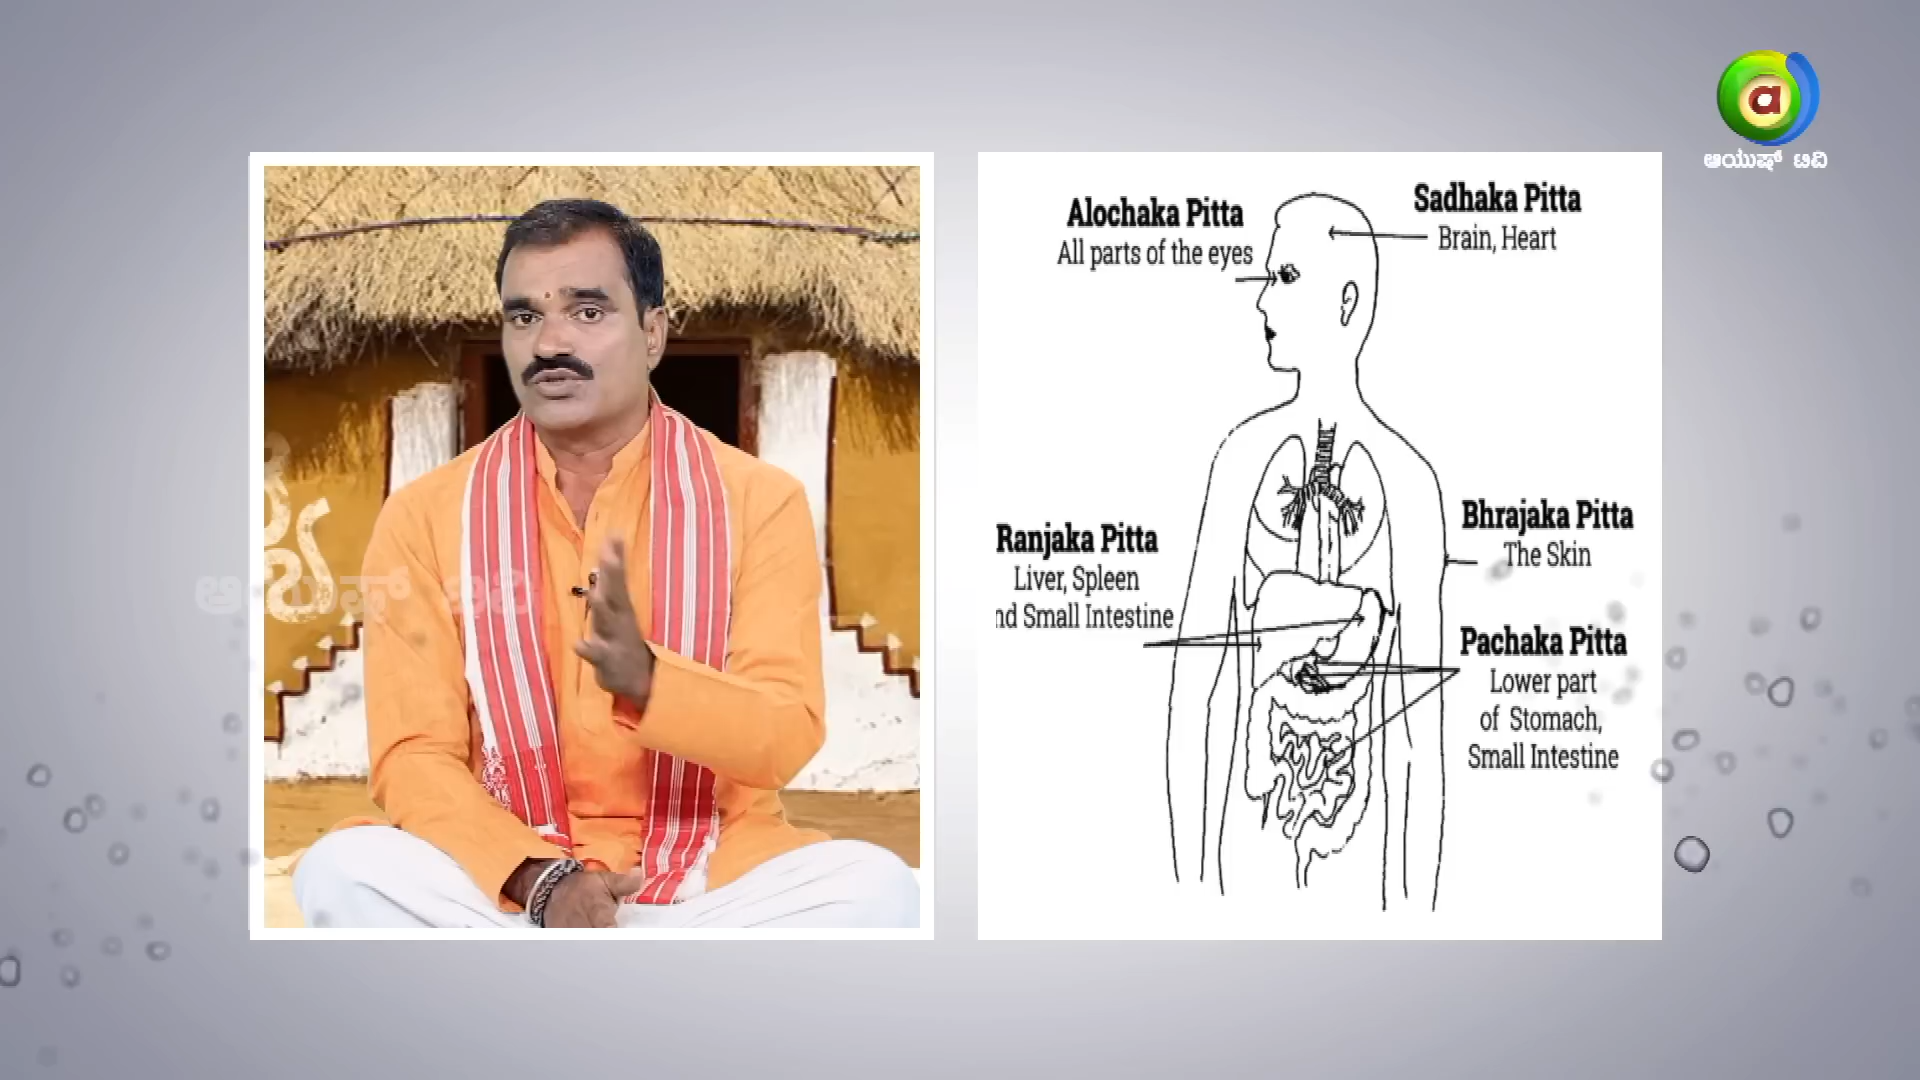 ಆಯುಷ್ ಟಿವಿ
Alochaka Pitta
All parts of the eyes
Sadhaka Pitta
Brain, Heart
Ranjaka Pitta
Liver, Spleen
nd Small Intestine
Bhrajaka Pitta
The Skin
Pachaka Pitta
Lower part
of Stomach,
Small Intestine
ಆಯುಷ್ ಟಿವಿ